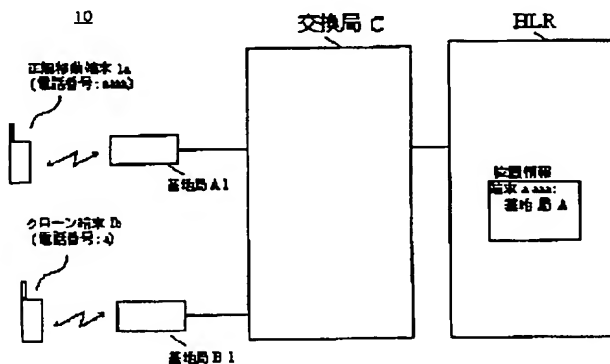 10
交換局 C
HLR
正規移動端末 1a
(電話番号:aaaa)
基地局 A1
位置情報
端末 aaaa:
基地局 A
クローン端末 1b
(電話番号:a)
基地局 B1